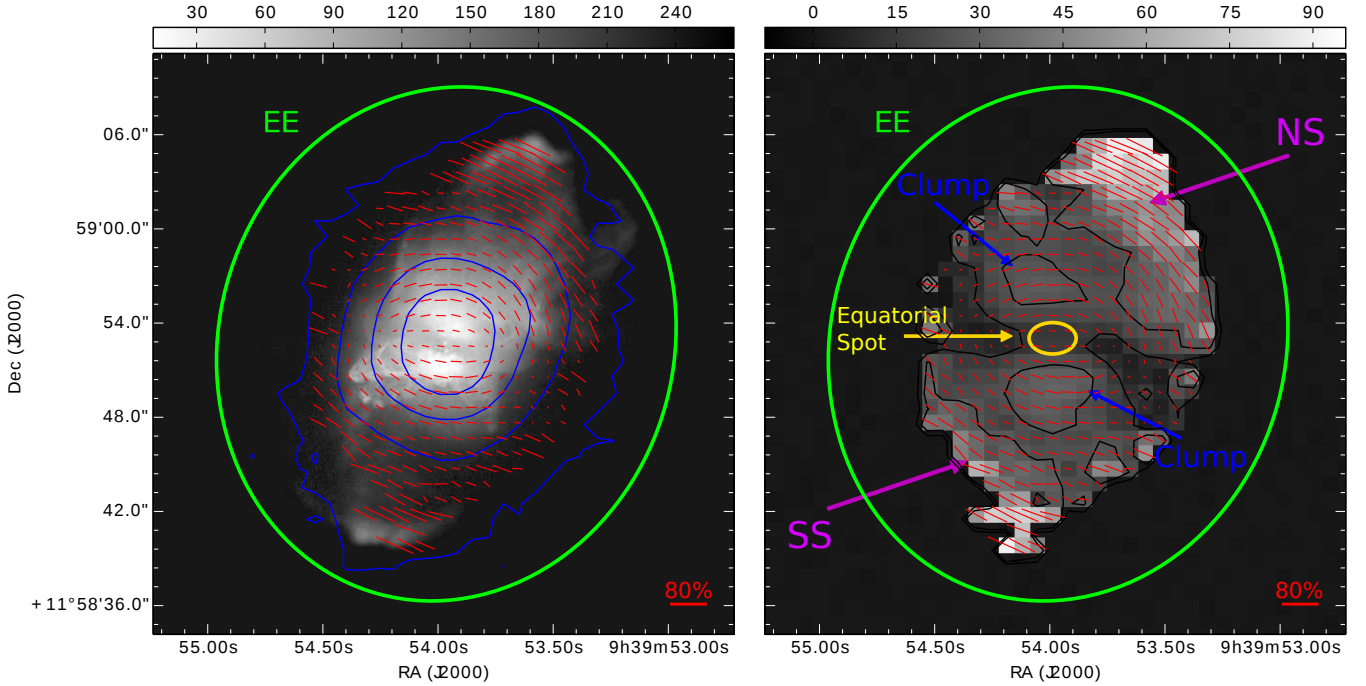 30 60 90 120 150 180 210 240
0 15 30 45 60 75 90
EE
EE
NS
Clump
06.0"
59'00.0"
54.0"
48.0"
42.0"
+11°58'36.0"
Dec (J2000)
Equatorial
Spot
Clump
SS
80%
80%
55.00s 54.50s 54.00s 53.50s 9h39m53.00s
55.00s 54.50s 54.00s 53.50s 9h39m53.00s
RA (J2000)
RA (J2000)